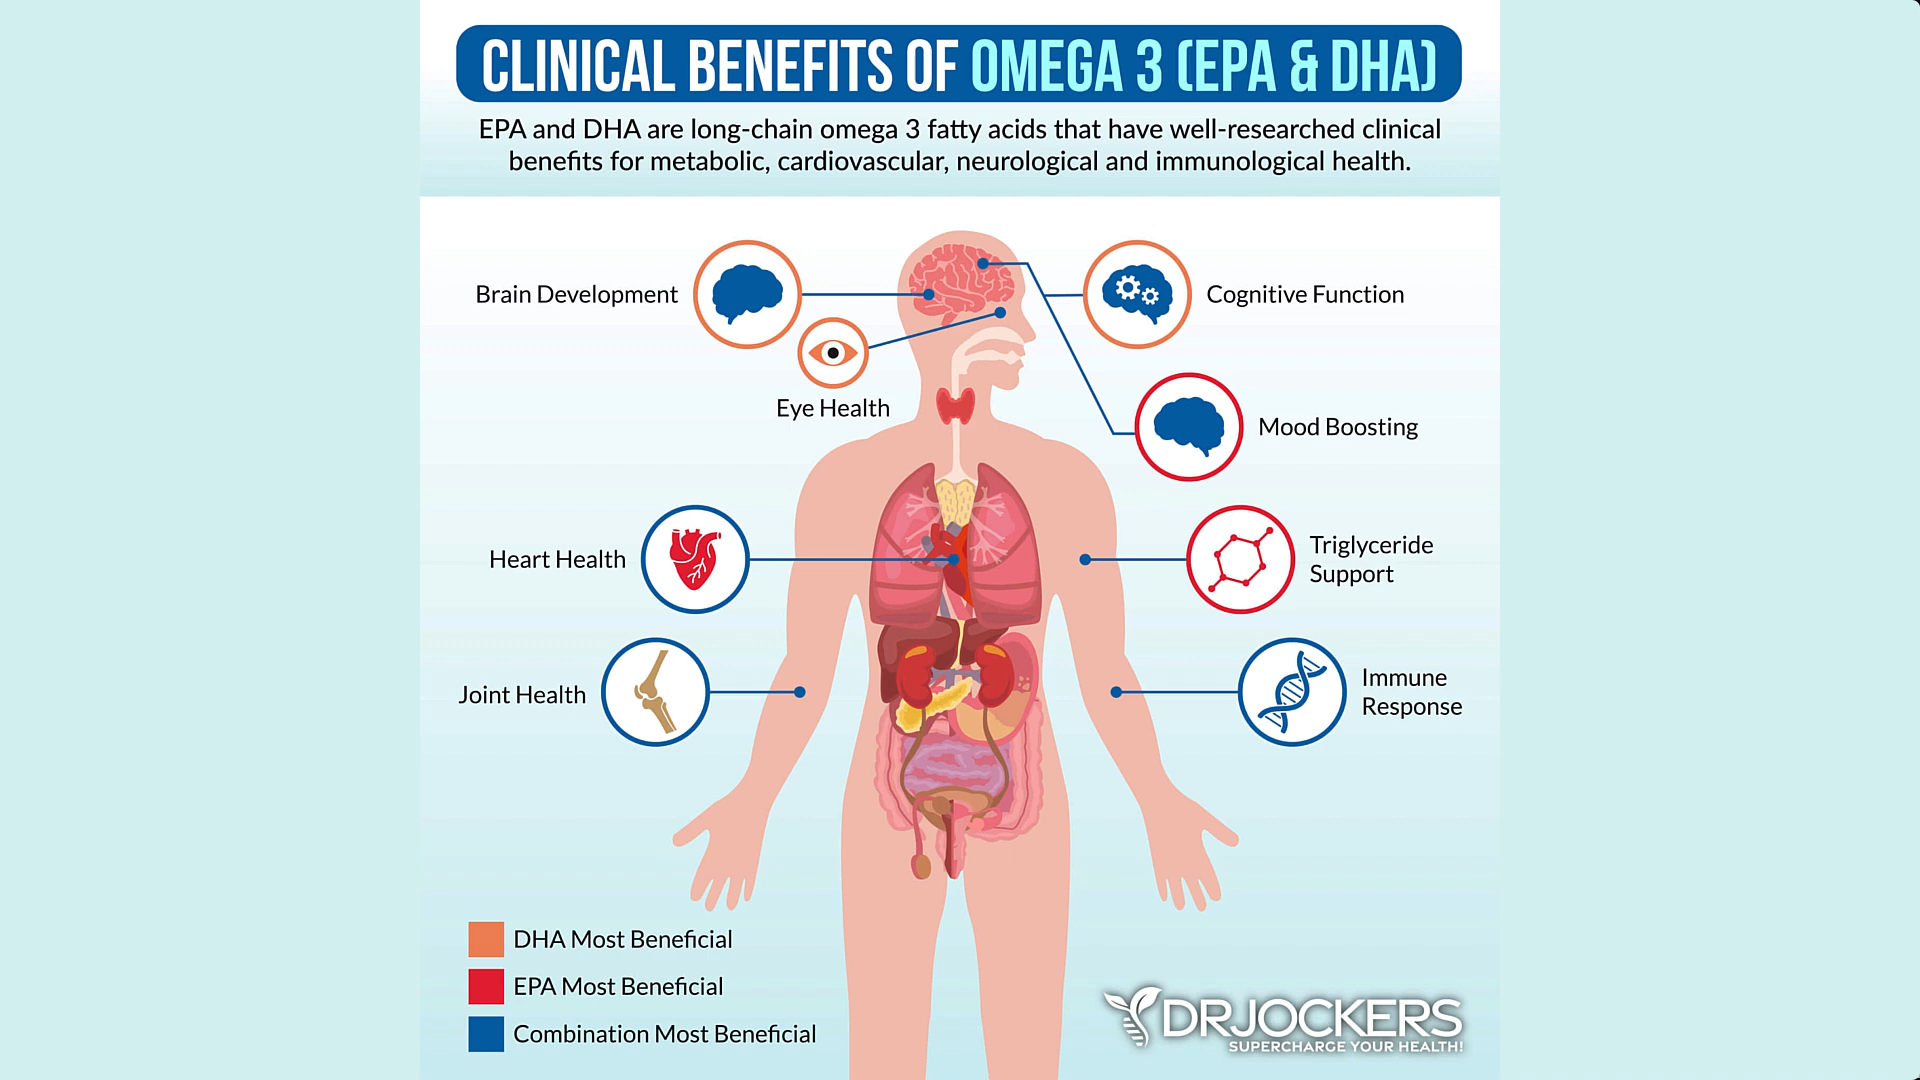 CLINICAL BENEFITS OF OMEGA 3 (EPA & DHA)
EPA and DHA are long-chain omega 3 fatty acids that have well-researched clinical
benefits for metabolic, cardiovascular, neurological and immunological health.
Brain Development
Cognitive Function
Eye Health
Mood Boosting
Heart Health
Triglyceride
Support
Joint Health
Immune
Response
DHA Most Beneficial
EPA Most Beneficial
Combination Most Beneficial
DRJOCKERS
SUPERCHARGE YOUR HEALTH!